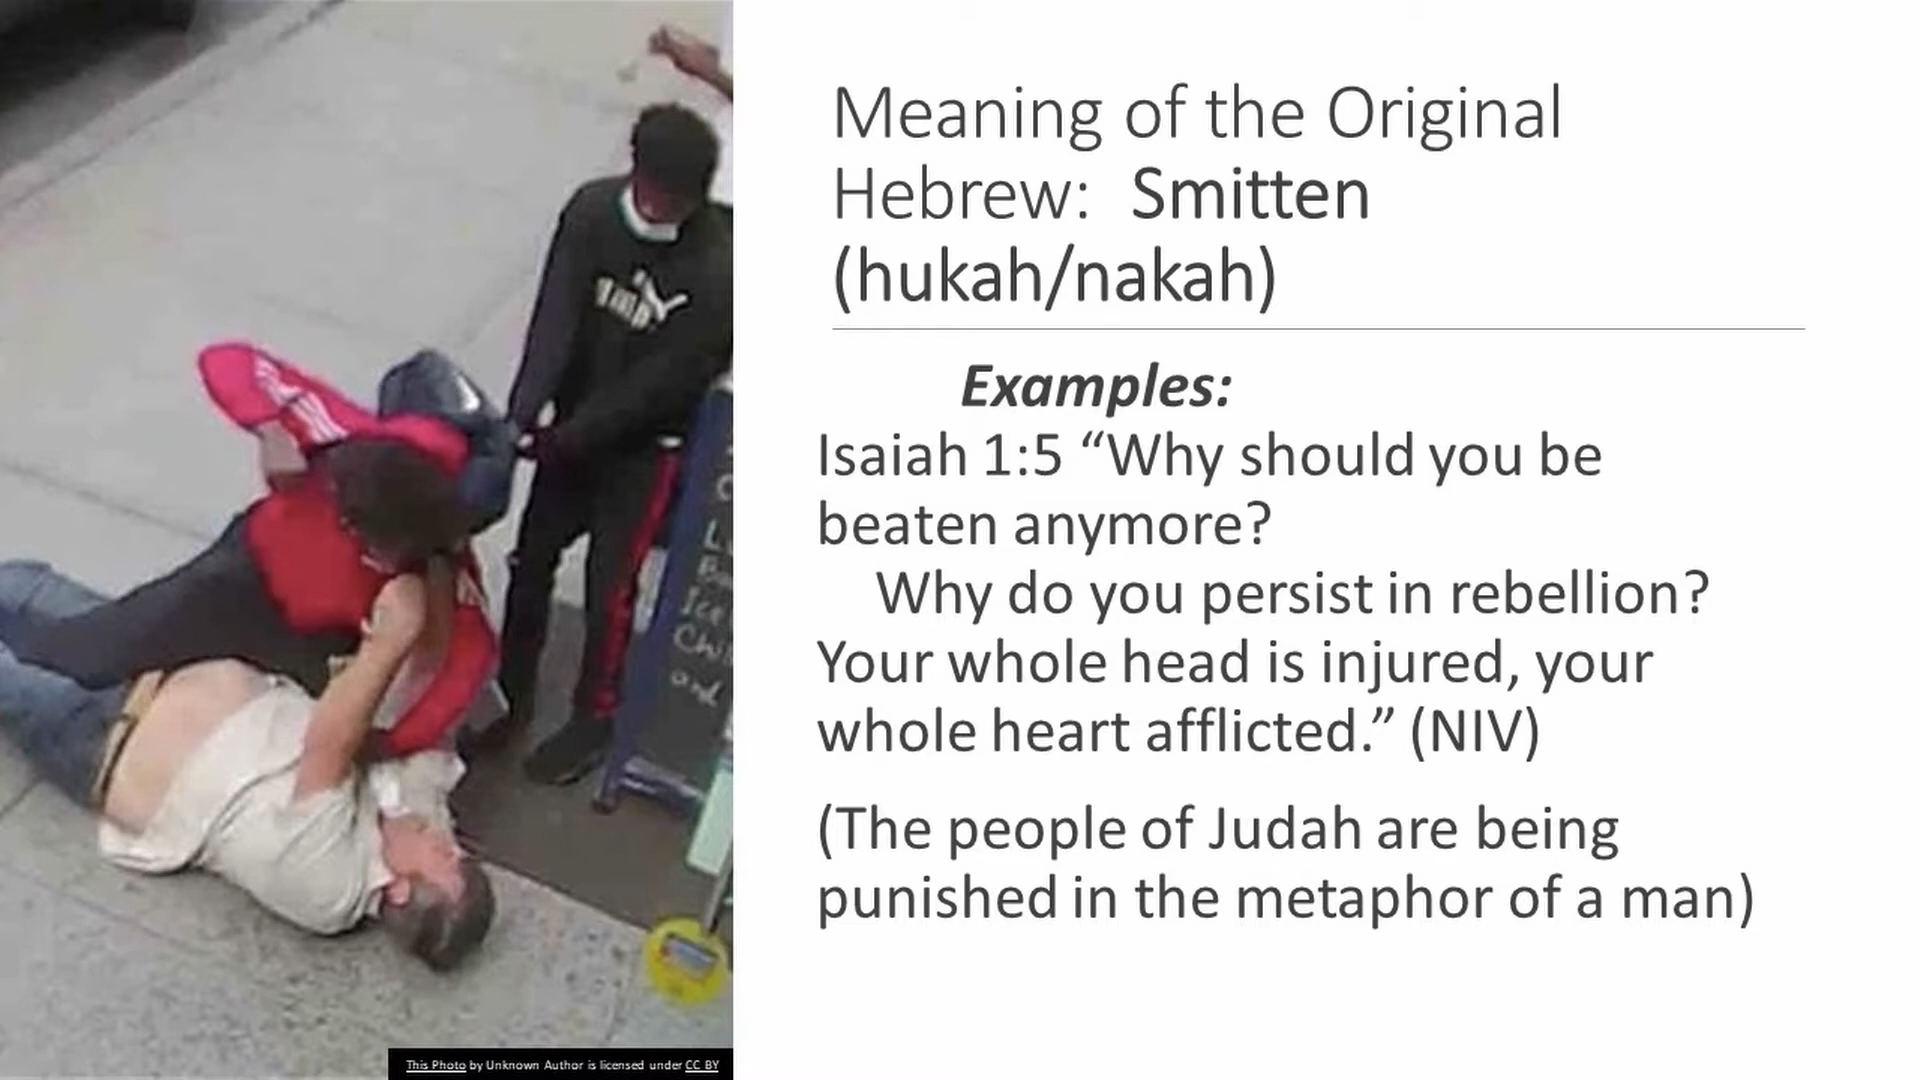 Meaning of the Original
Hebrew: Smitten
(hukah/nakah)
Examples:
Isaiah 1:5 “Why should you be
beaten anymore?
Why do you persist in rebellion?
Your whole head is injured, your
whole heart afflicted.” (NIV)
(The people of Judah are being
punished in the metaphor of a man)
This Photo by Unknown Author is licensed under CC BY